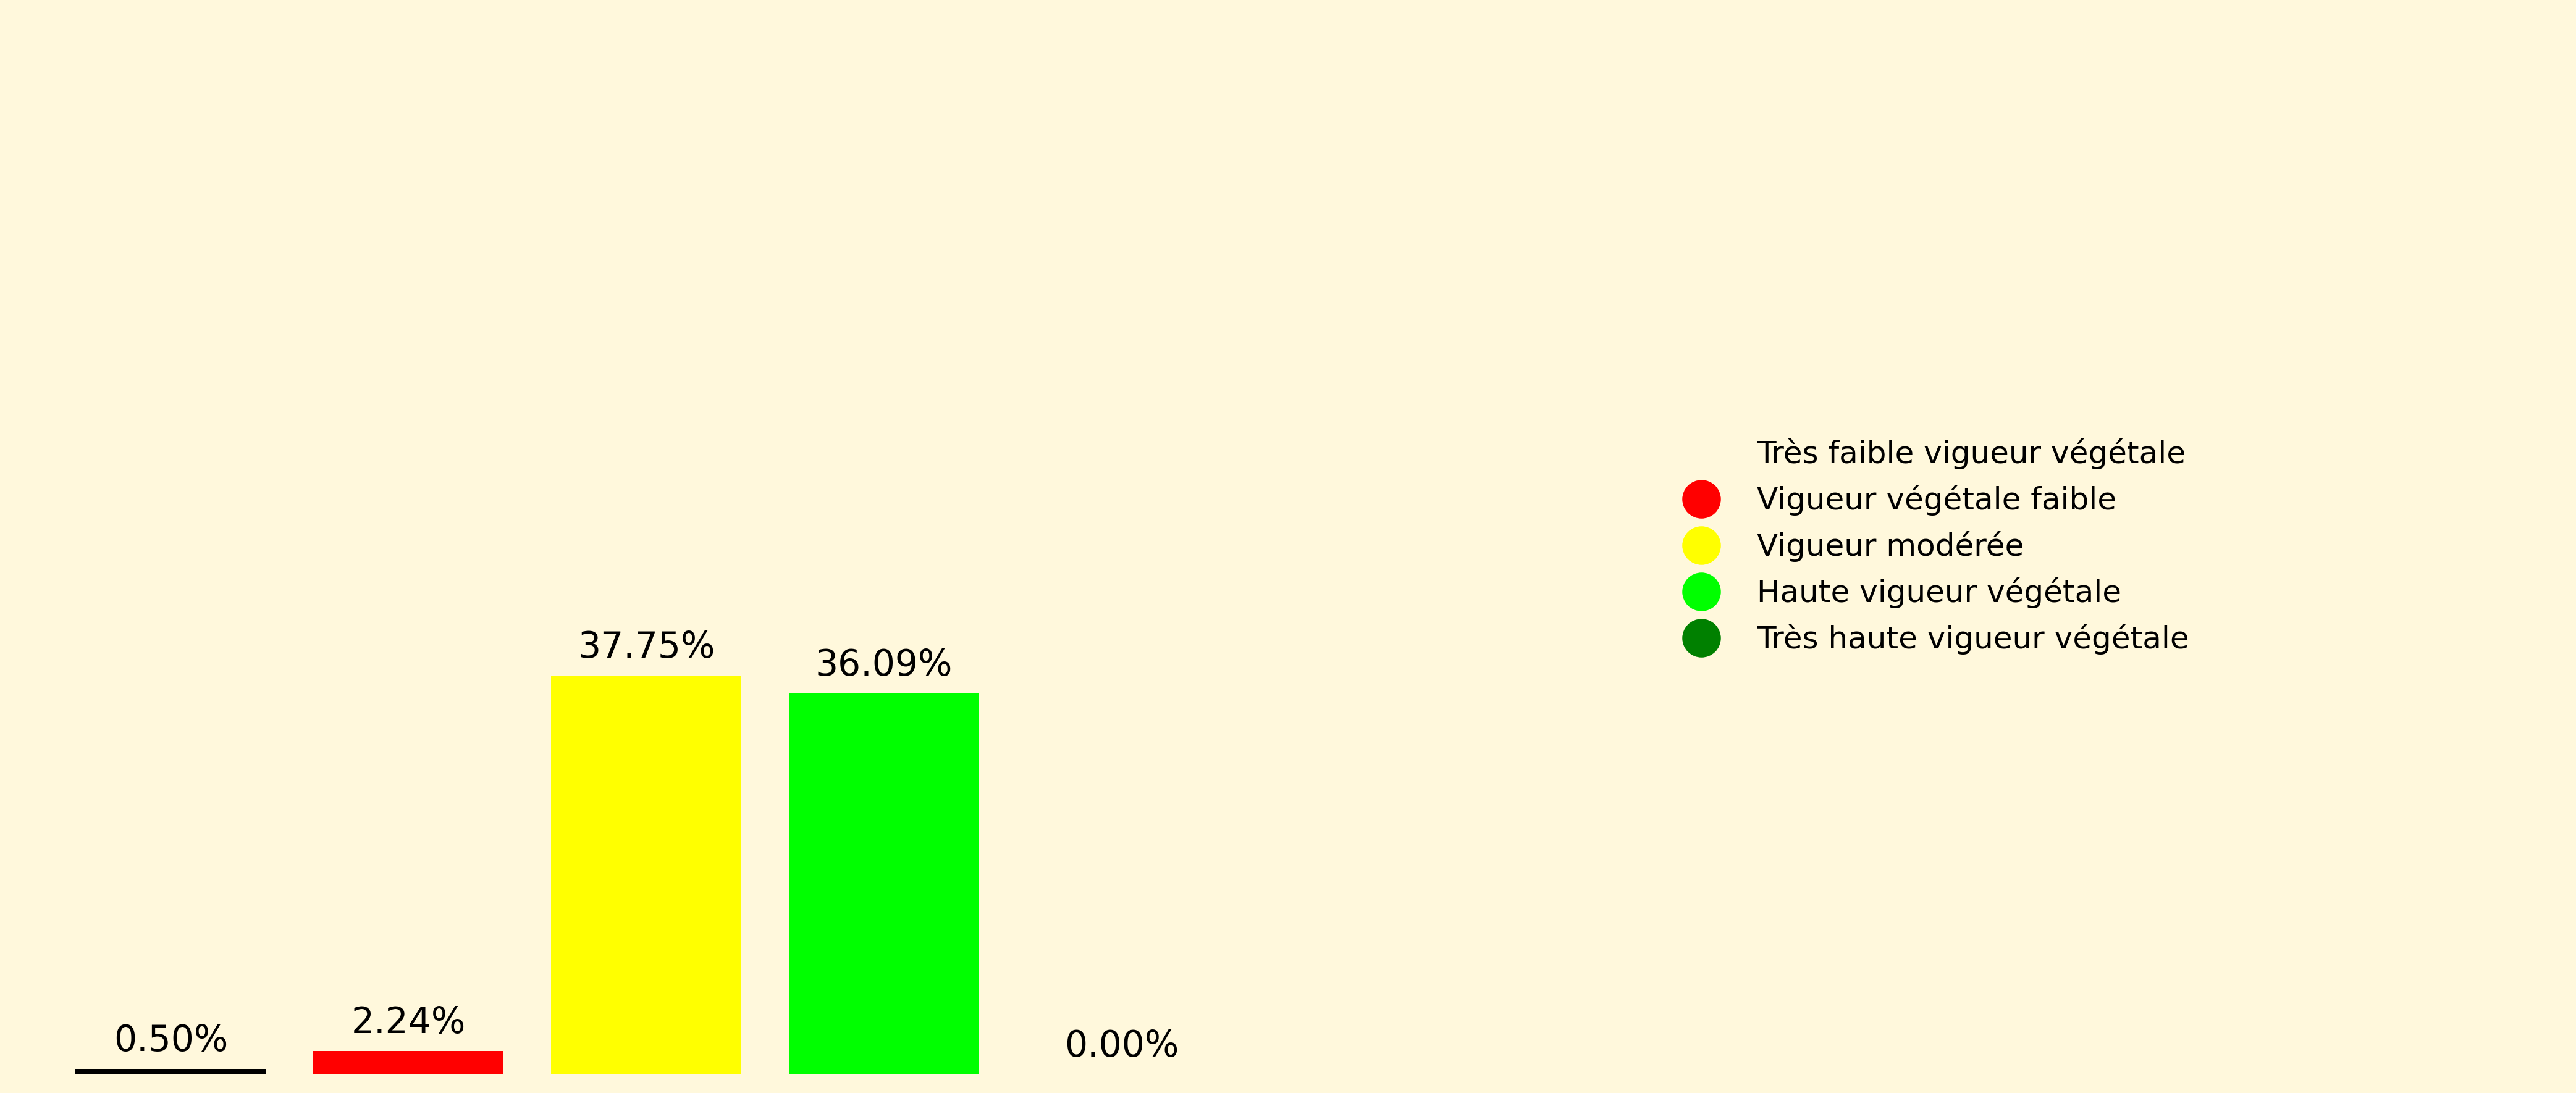 Très faible vigueur végétale
Vigueur végétale faible
Vigueur modérée
Haute vigueur végétale
Très haute vigueur végétale
37.75%
36.09%
2.24%
0.50%
0.00%